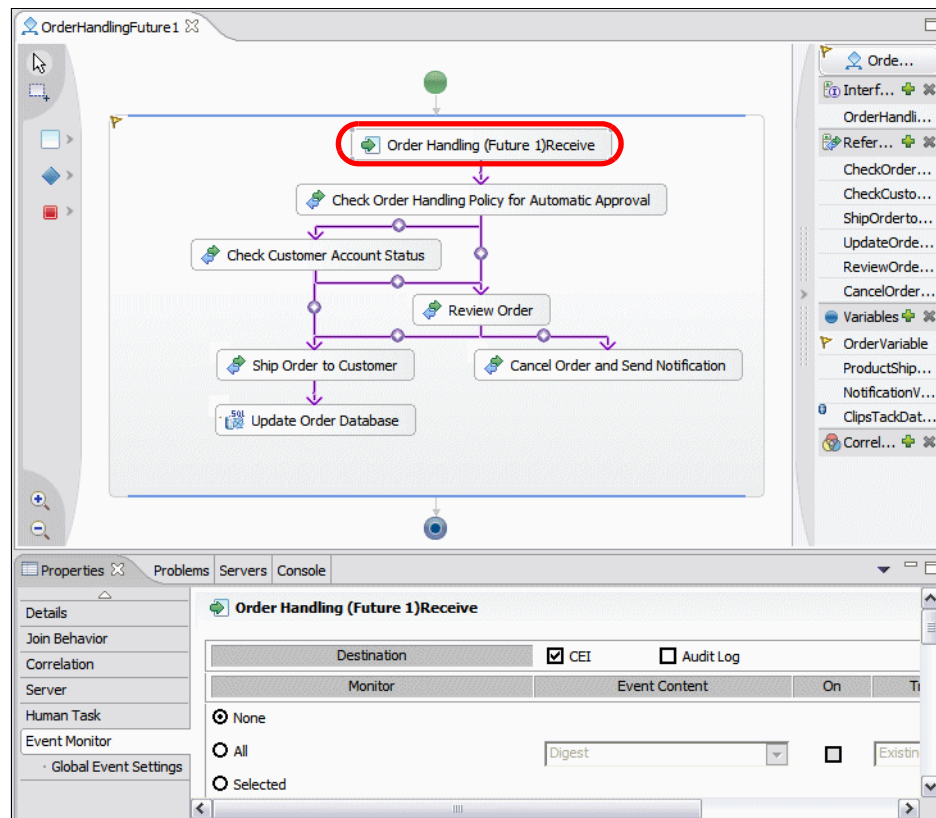 OrderHandlingFuture1
Order Handling (Future 1)Receive
Check Order Handling Policy for Automatic Approval
Check Customer Account Status
Review Order
Ship Order to Customer
Cancel Order and Send Notification
SQL
Update Order Database
Orde...
Interf...
OrderHandli...
Refer...
CheckOrder...
CheckCusto...
ShipOrderto...
UpdateOrde...
ReviewOrde...
CancelOrder...
Variables
OrderVariable
ProductShip...
NotificationV...
ClipsTackDat...
Correl...
Properties Problems Servers Console
Details
Join Behavior
Correlation
Server
Human Task
Event Monitor
Global Event Settings
Order Handling (Future 1)Receive
Destination CEI Audit Log
Monitor Event Content On
None
All Digest Existin
Selected